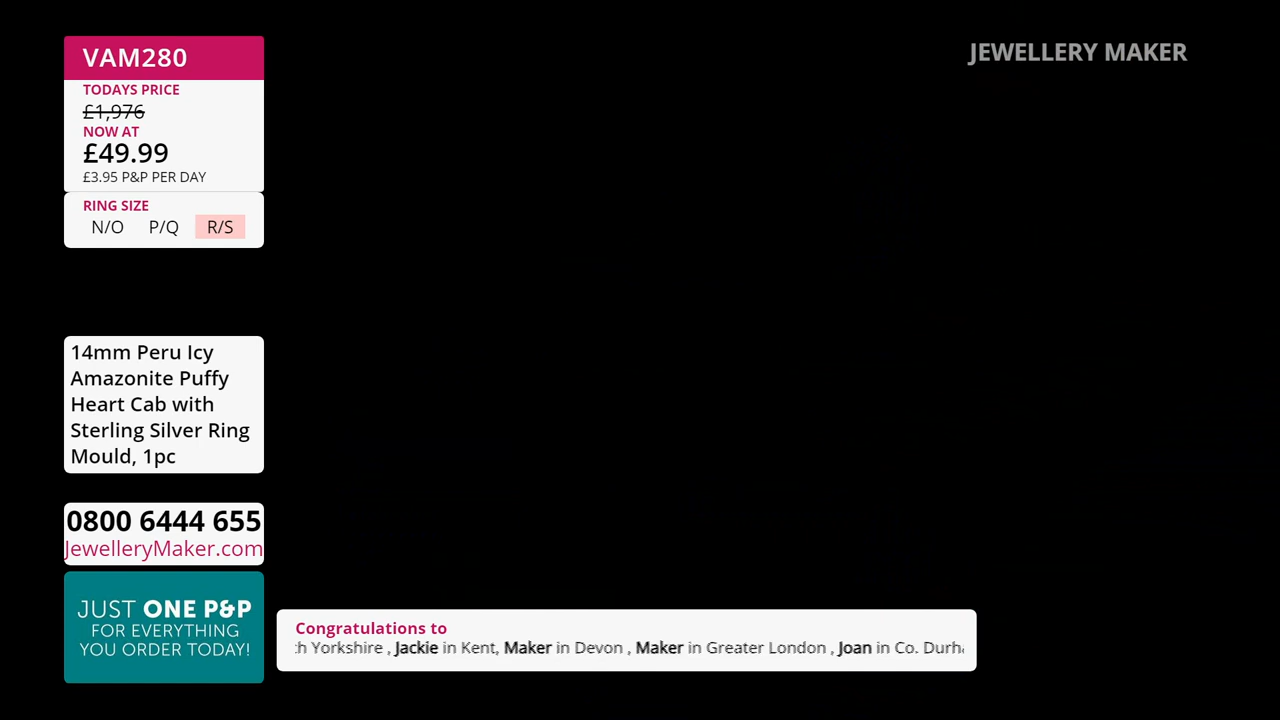 VAM280
TODAYS PRICE
£1,976
NOW AT
£49.99
£3.95 P&P PER DAY
RING SIZE
N/O P/Q R/S
JEWELLERY MAKER
14mm Peru Icy
Amazonite Puffy
Heart Cab with
Sterling Silver Ring
Mould, 1pc
0800 6444 655
JewelleryMaker.com
JUST ONE P&P
FOR EVERYTHING
YOU ORDER TODAY!
Congratulations to
Yorkshire , Jackie in Kent, Maker in Devon , Maker in Greater London , Joan in Co.